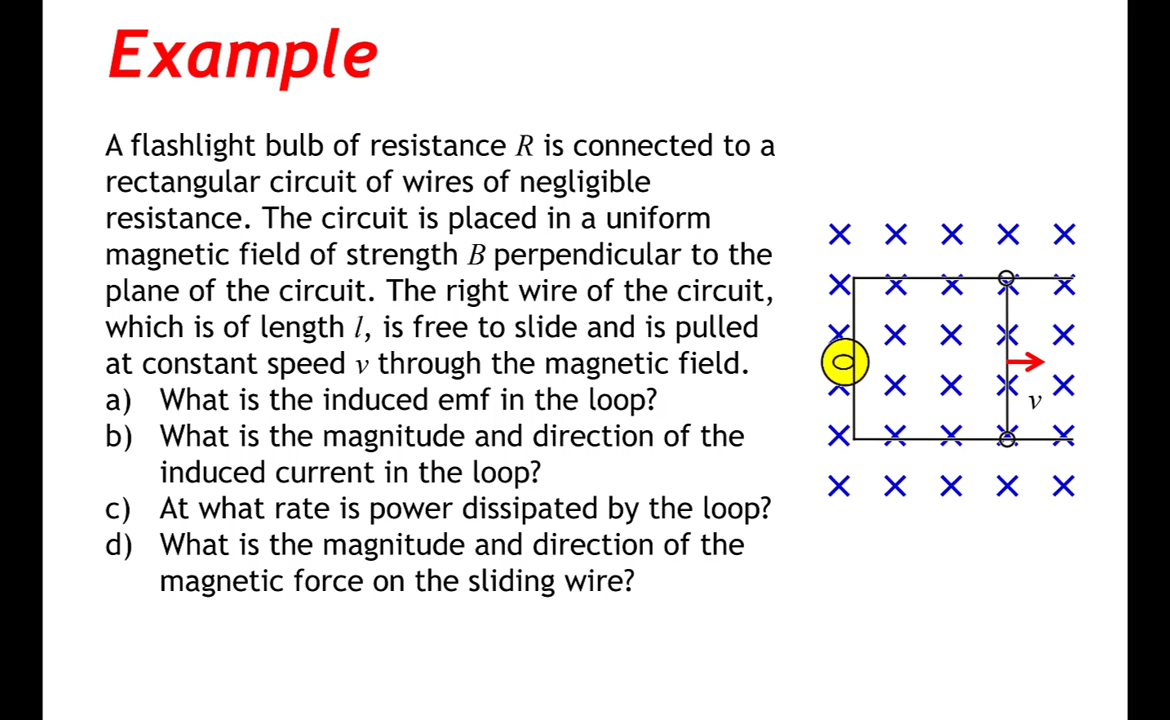 Example
A flashlight bulb of resistance R is connected to a
rectangular circuit of wires of negligible
resistance. The circuit is placed in a uniform
magnetic field of strength B perpendicular to the
plane of the circuit. The right wire of the circuit,
which is of length l, is free to slide and is pulled
at constant speed v through the magnetic field.
a) What is the induced emf in the loop?
b) What is the magnitude and direction of the
induced current in the loop?
c) At what rate is power dissipated by the loop?
d) What is the magnitude and direction of the
magnetic force on the sliding wire?
v